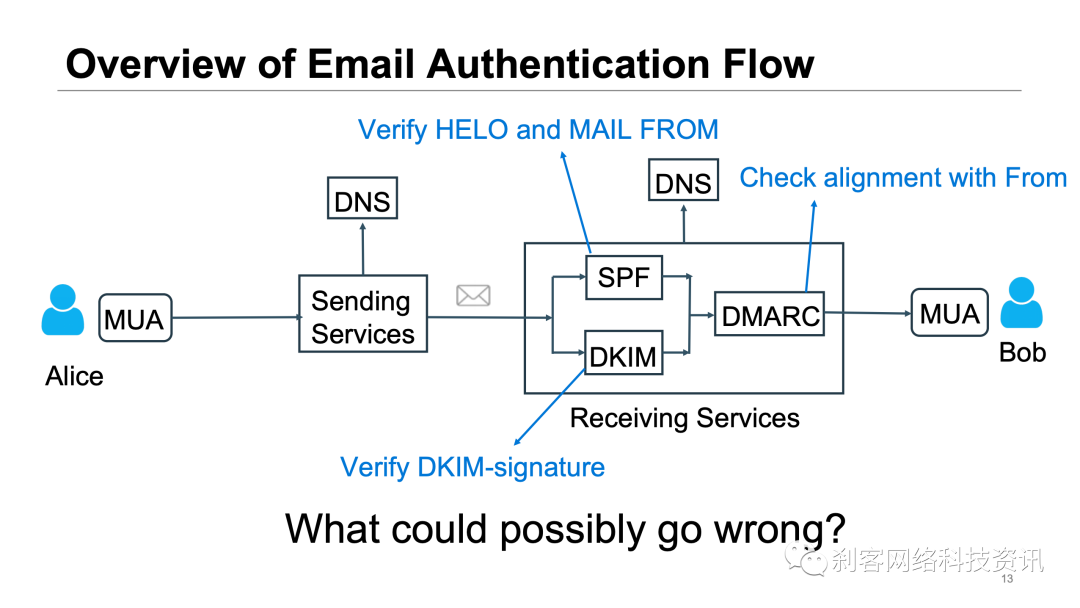 Overview of Email Authentication Flow
Verify HELO and MAIL FROM
DNS
DNS
Check alignment with From
SPF
Sending
Services
MUA
DMARC
MUA
DKIM
Alice
Bob
Receiving Services
Verify DKIM-signature
What could possibly go wrong?
刹客网络科技资讯
13